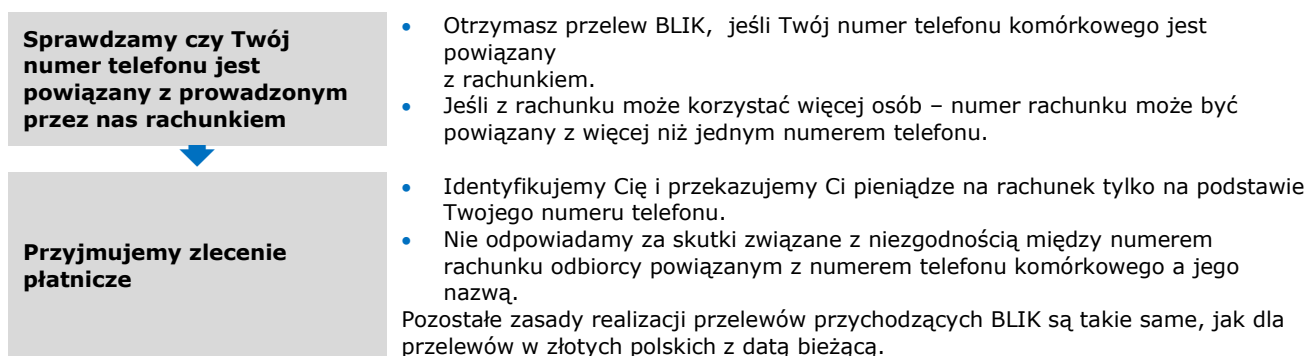 Sprawdzamy czy Twój
numer telefonu jest
powiązany z prowadzonym
przez nas rachunkiem
• Otrzymasz przelew BLIK, jeśli Twój numer telefonu komórkowego jest
powiązany
z rachunkiem.
• Jeśli z rachunku może korzystać więcej osób – numer rachunku może być
powiązany z więcej niż jednym numerem telefonu.
Przyjmujemy zlecenie
płatnicze
• Identyfikujemy Cię i przekazujemy Ci pieniądze na rachunek tylko na podstawie
Twojego numeru telefonu.
• Nie odpowiadamy za skutki związane z niezgodnością między numerem
rachunku odbiorcy powiązanym z numerem telefonu komórkowego a jego
nazwą.
Pozostałe zasady realizacji przelewów przychodzących BLIK są takie same, jak dla
przelewów w złotych polskich z datą bieżącą.